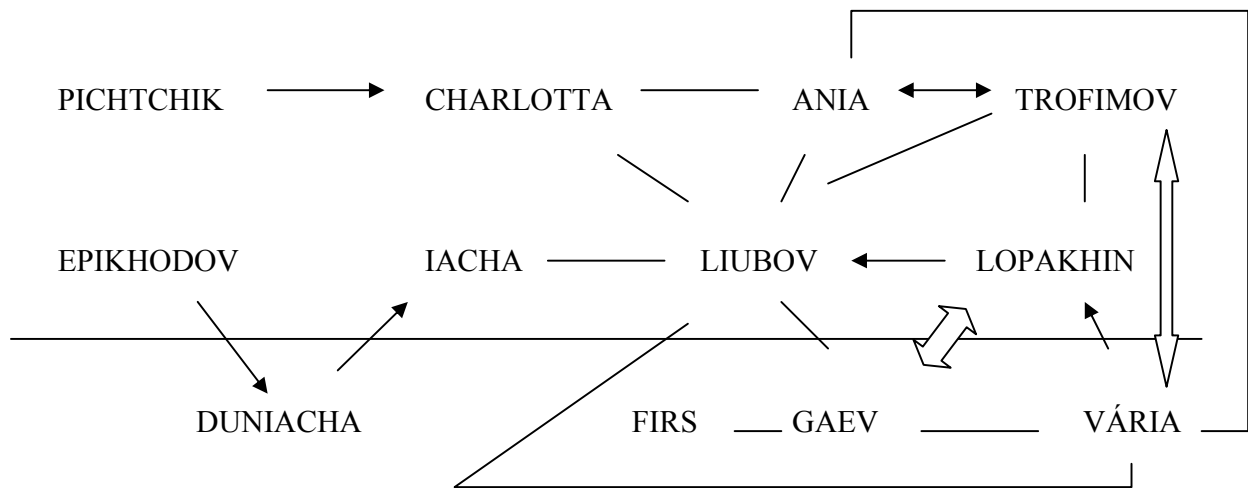 PICHTCHIK CHARLOTTA ANIA TROFIMOV
EPIKHODOV IACHA LIUBOV LOPAKHIN
DUNIACHA FIRS GAEV VÁRIA